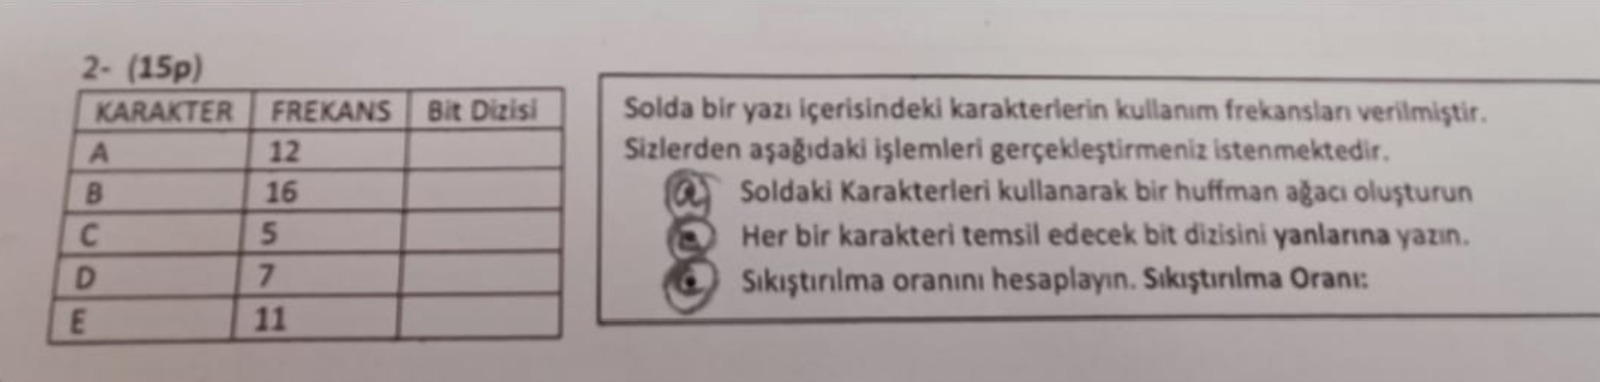 2- (15p)
KARAKTER FREKANS Bit Dizisi
A 12
B 16
C 5
D 7
E 11
Solda bir yazı içerisindeki karakterlerin kullanım frekansları verilmiştir.
Sizlerden aşağıdaki işlemleri gerçekleştirmeniz istenmektedir.
Soldaki Karakterleri kullanarak bir huffman ağacı oluşturun
Her bir karakteri temsil edecek bit dizisini yanlarına yazın.
Sıkıştırılma oranını hesaplayın. Sıkıştırılma Oranı: